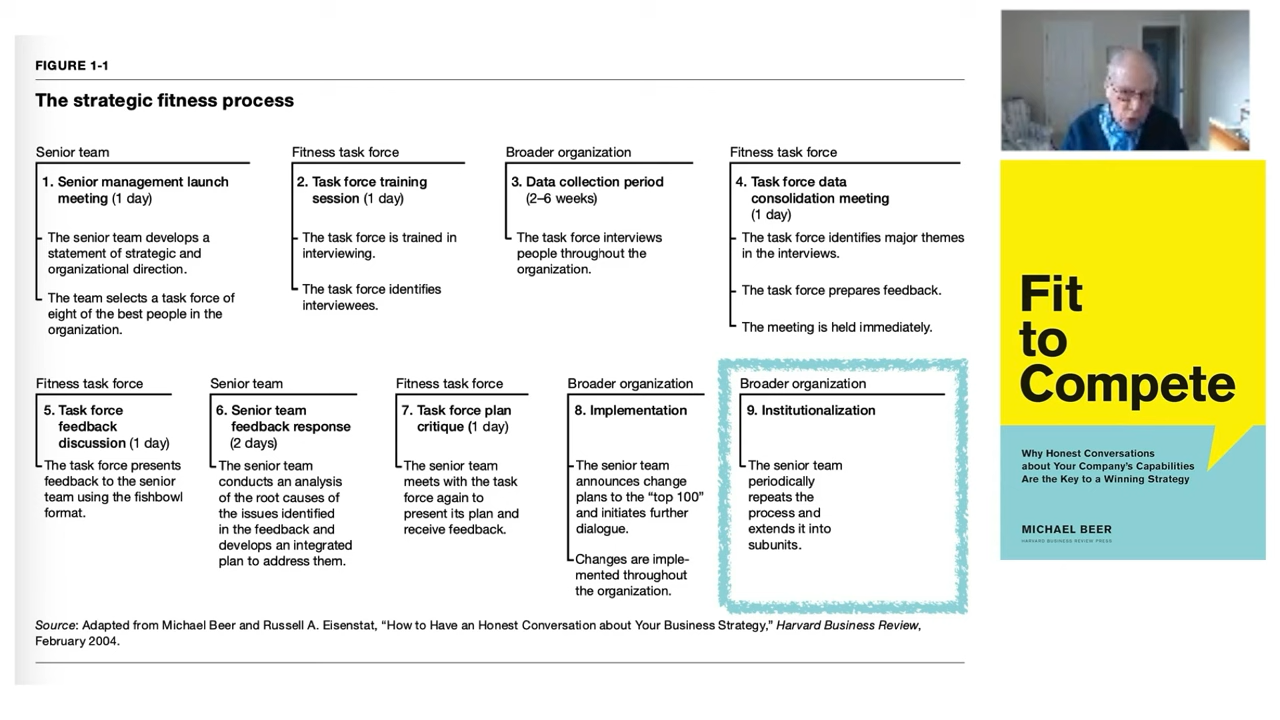 FIGURE 1-1
The strategic fitness process
Senior team
1. Senior management launch
meeting (1 day)
The senior team develops a
statement of strategic and
organizational direction.
The team selects a task force of
eight of the best people in the
organization.
Fitness task force
2. Task force training
session (1 day)
The task force is trained in
interviewing.
The task force identifies
interviewees.
Broader organization
3. Data collection period
(2–6 weeks)
The task force interviews
people throughout the
organization.
Fitness task force
4. Task force data
consolidation meeting
(1 day)
The task force identifies major themes
in the interviews.
The task force prepares feedback.
The meeting is held immediately.
Fitness task force
5. Task force
feedback
discussion (1 day)
The task force presents
feedback to the senior
team using the fishbowl
format.
Senior team
6. Senior team
feedback response
(2 days)
The senior team
conducts an analysis
of the root causes of
the issues identified
in the feedback and
develops an integrated
plan to address them.
Fitness task force
7. Task force plan
critique (1 day)
The senior team
meets with the task
force again to
present its plan and
receive feedback.
Broader organization
8. Implementation
The senior team
announces change
plans to the “top 100”
and initiates further
dialogue.
Changes are imple-
mented throughout
the organization.
Broader organization
9. Institutionalization
The senior team
periodically
repeats the
process and
extends it into
subunits.
Source: Adapted from Michael Beer and Russell A. Eisenstat, “How to Have an Honest Conversation about Your Business Strategy,” Harvard Business Review,
February 2004.
Fit
to
Compete
Why Honest Conversations
about Your Company's Capabilities
Are the Key to a Winning Strategy
MICHAEL BEER
HARVARD BUSINESS REVIEW PRESS